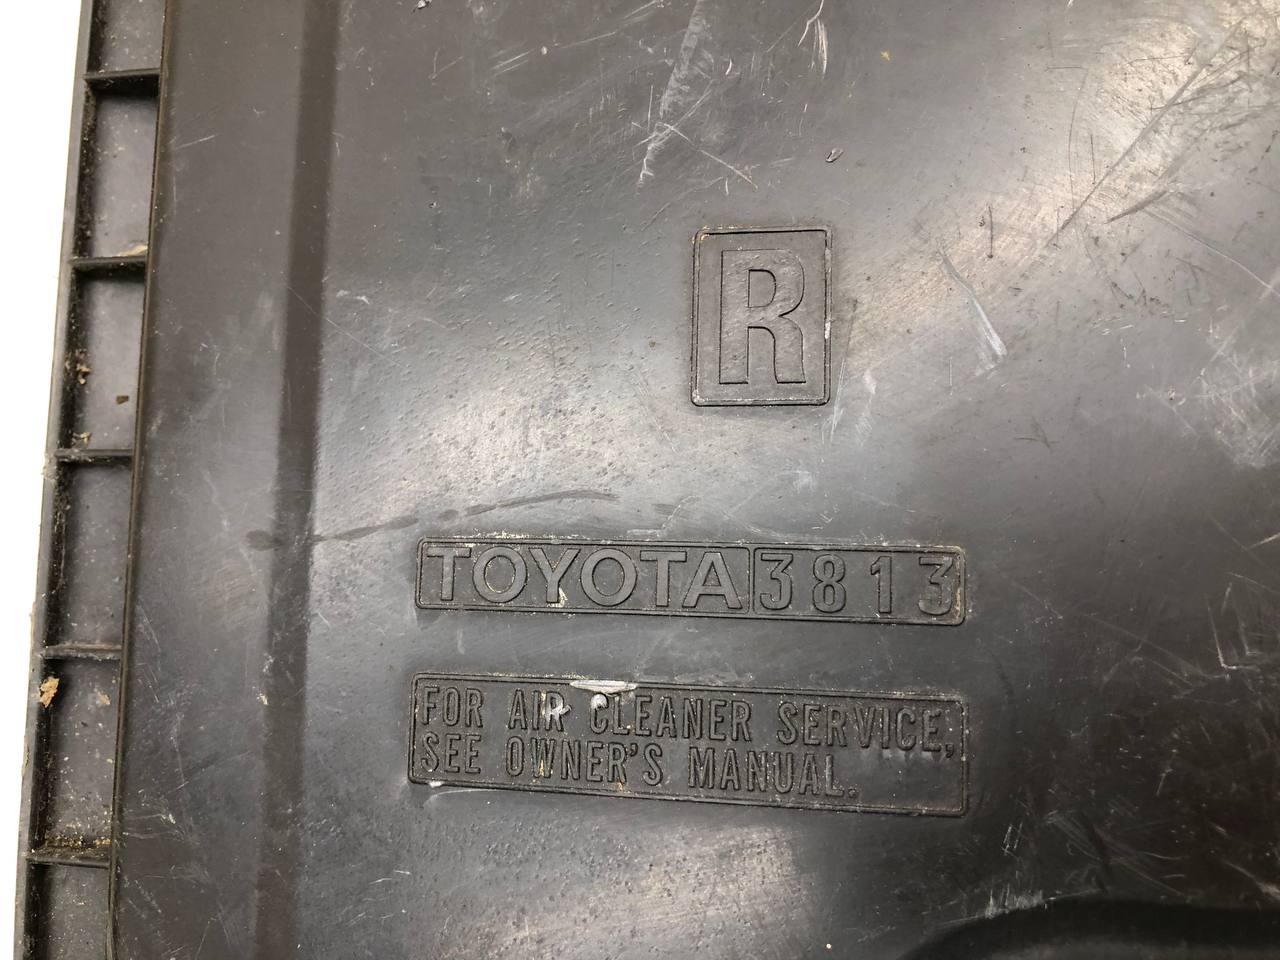 R
TOYOTA 3813
FOR AIR CLEANER SERVICE,
SEE OWNER'S MANUAL.